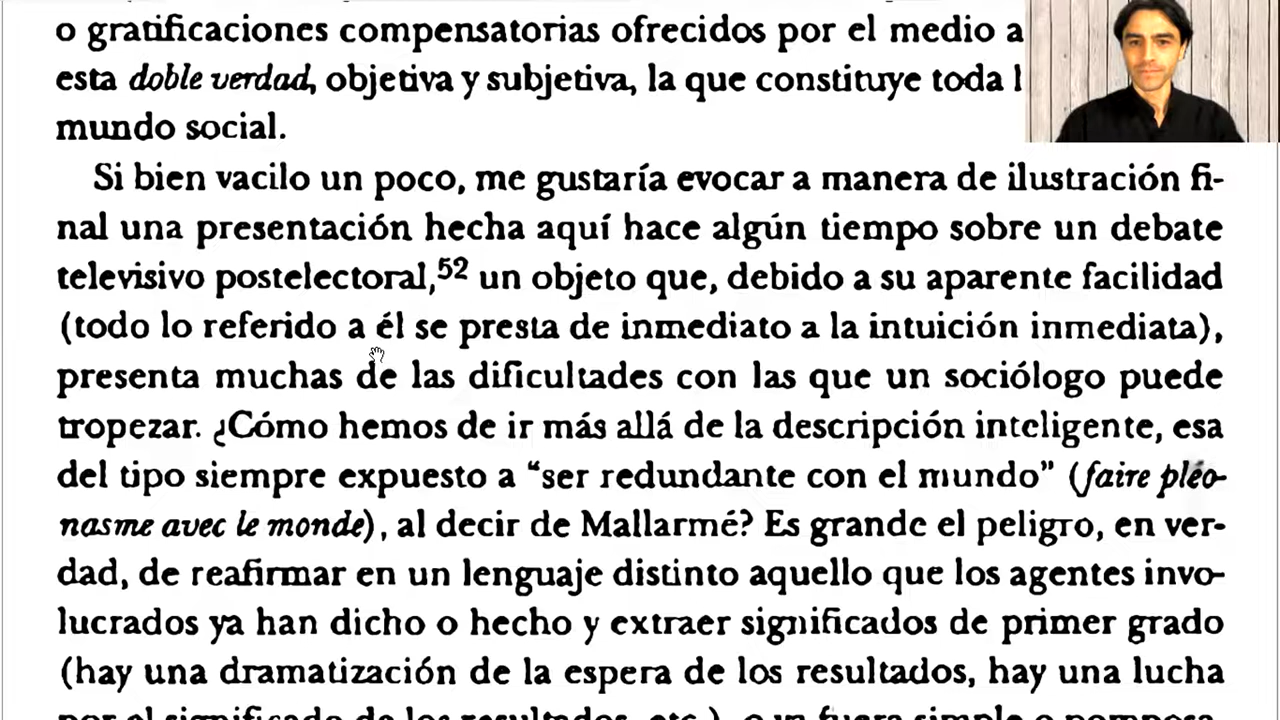 o gratificaciones compensatorias ofrecidos por el medio a
esta doble verdad, objetiva y subjetiva, la que constituye toda l
mundo social.
Si bien vacilo un poco, me gustaría evocar a manera de ilustración fi-
nal una presentación hecha aquí hace algún tiempo sobre un debate
televisivo postelectoral,52 un objeto que, debido a su aparente facilidad
(todo lo referido a él se presta de inmediato a la intuición inmediata),
presenta muchas de las dificultades con las que un sociólogo puede
tropezar. ¿Cómo hemos de ir más allá de la descripción inteligente, esa
del tipo siempre expuesto a “ser redundante con el mundo” (faire pléo-
nasme avec le monde), al decir de Mallarmé? Es grande el peligro, en ver-
dad, de reafirmar en un lenguaje distinto aquello que los agentes invo-
lucrados ya han dicho o hecho y extraer significados de primer grado
(hay una dramatización de la espera de los resultados, hay una lucha
por el significado de los resultados, etc.), o